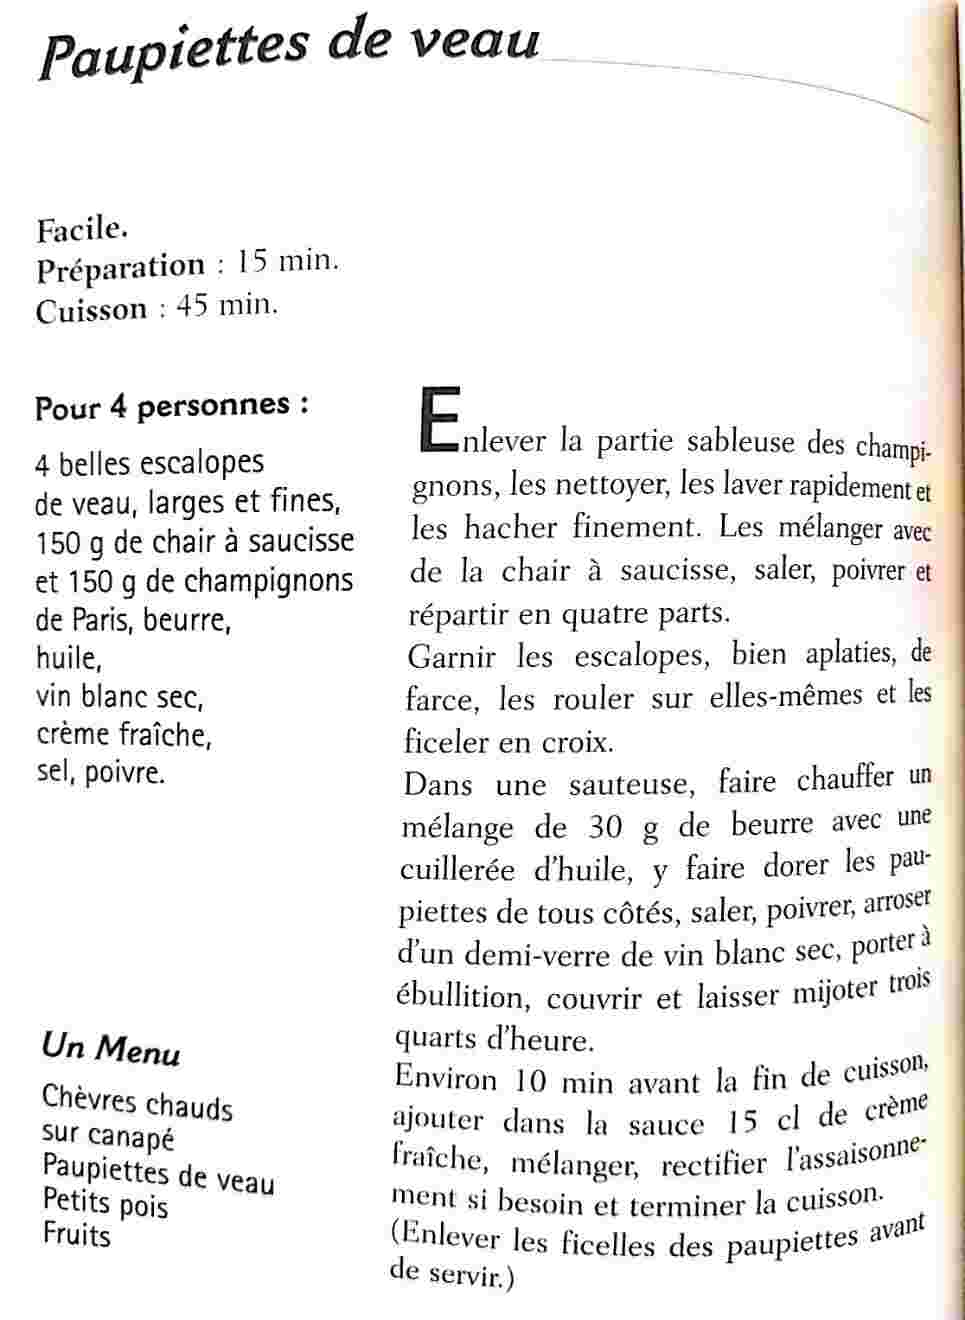 Paupiettes de veau
Facile.
Préparation : 15 min.
Cuisson : 45 min.
Pour 4 personnes :
4 belles escalopes
de veau, larges et fines,
150 g de chair à saucisse
et 150 g de champignons
de Paris, beurre,
huile,
vin blanc sec,
crème fraîche,
sel, poivre.
Un Menu
Chèvres chauds
sur canapé
Paupiettes de veau
Petits pois
Fruits
Enlever la partie sableuse des champi-
gnons, les nettoyer, les laver rapidement et
les hacher finement. Les mélanger avec
de la chair à saucisse, saler, poivrer et
répartir en quatre parts.
Garnir les escalopes, bien aplaties, de
farce, les rouler sur elles-mêmes et les
ficeler en croix.
Dans une sauteuse, faire chauffer un
mélange de 30 g de beurre avec une
cuillerée d'huile, y faire dorer les pau-
piettes de tous côtés, saler, poivrer, arroser
d'un demi-verre de vin blanc sec, porter à
ébullition, couvrir et laisser mijoter trois
quarts d'heure.
Environ 10 min avant la fin de cuisson,
ajouter dans la sauce 15 cl de crème
fraîche, mélanger, rectifier l'assaisonne-
ment si besoin et terminer la cuisson.
(Enlever les ficelles des paupiettes avant
de servir.)